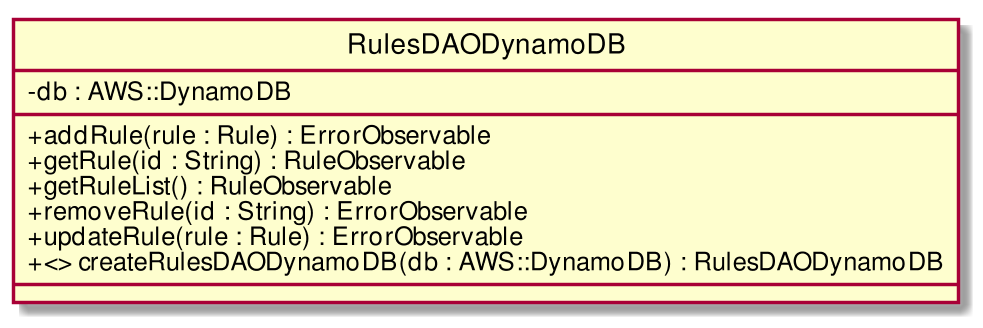 RulesDAODynamoDB
-db : AWS::DynamoDB
+addRule(rule : Rule) : ErrorObservable
+getRule(id : String) : RuleObservable
+getRuleList() : RuleObservable
+removeRule(id : String) : ErrorObservable
+updateRule(rule : Rule) : ErrorObservable
+<> createRulesDAODynamoDB(db : AWS::DynamoDB) : RulesDAODynamoDB